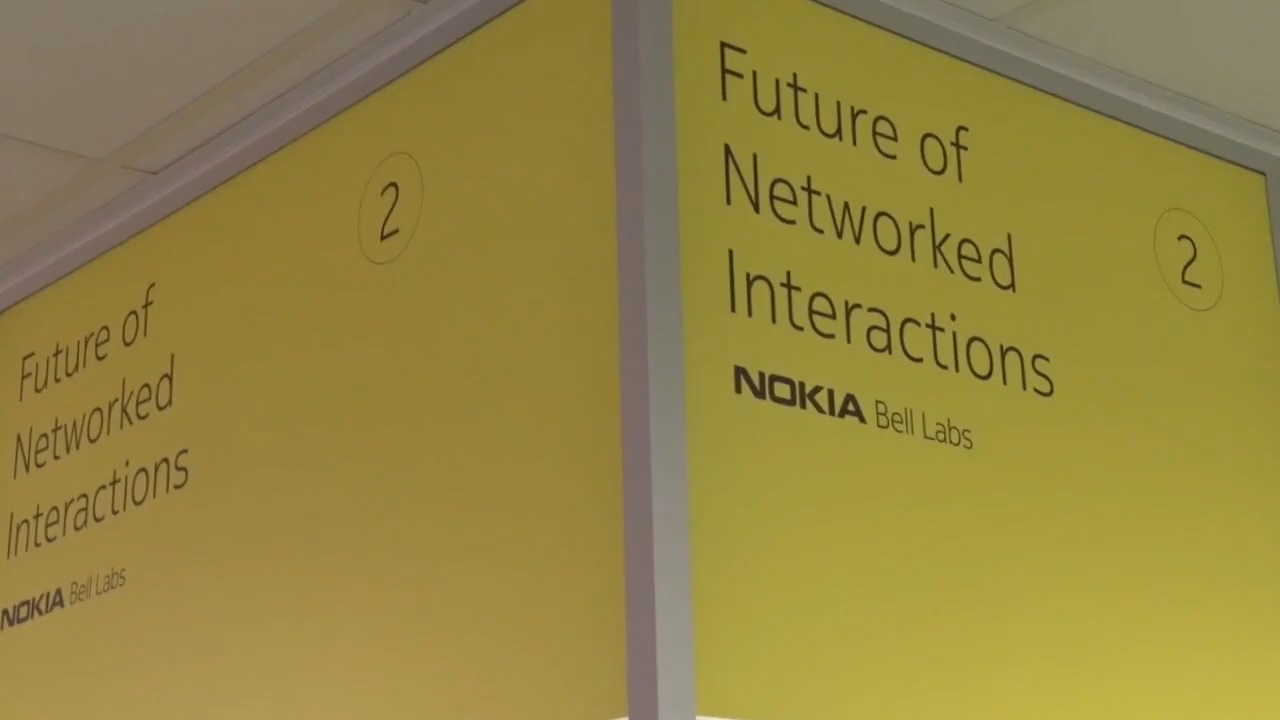 2
Future of
Networked
Interactions
NOKIA Bell Labs
Future of
Networked
Interactions
2
NOKIA Bell Labs